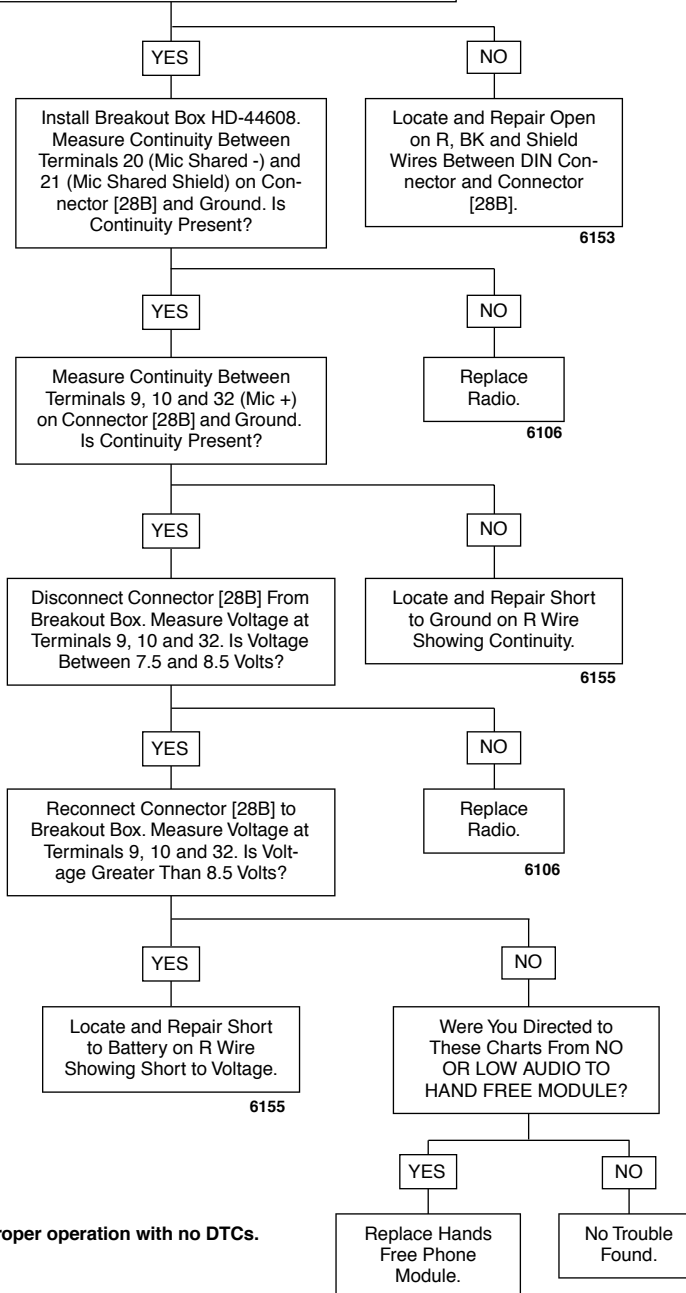 YES
NO
Install Breakout Box HD-44608.
Measure Continuity Between
Terminals 20 (Mic Shared -) and
21 (Mic Shared Shield) on Con-
nector [28B] and Ground. Is
Continuity Present?
Locate and Repair Open
on R, BK and Shield
Wires Between DIN Con-
nector and Connector
[28B].
6153
YES
NO
Measure Continuity Between
Terminals 9, 10 and 32 (Mic +)
on Connector [28B] and Ground.
Is Continuity Present?
Replace
Radio.
6106
YES
NO
Disconnect Connector [28B] From
Breakout Box. Measure Voltage at
Terminals 9, 10 and 32. Is Voltage
Between 7.5 and 8.5 Volts?
Locate and Repair Short
to Ground on R Wire
Showing Continuity.
6155
YES
NO
Reconnect Connector [28B] to
Breakout Box. Measure Voltage at
Terminals 9, 10 and 32. Is Volt-
age Greater Than 8.5 Volts?
Replace
Radio.
6106
YES
NO
Locate and Repair Short
to Battery on R Wire
Showing Short to Voltage.
6155
Were You Directed to
These Charts From NO
OR LOW AUDIO TO
HAND FREE MODULE?
YES
NO
roper operation with no DTCs.
Replace Hands
Free Phone
Module.
No Trouble
Found.